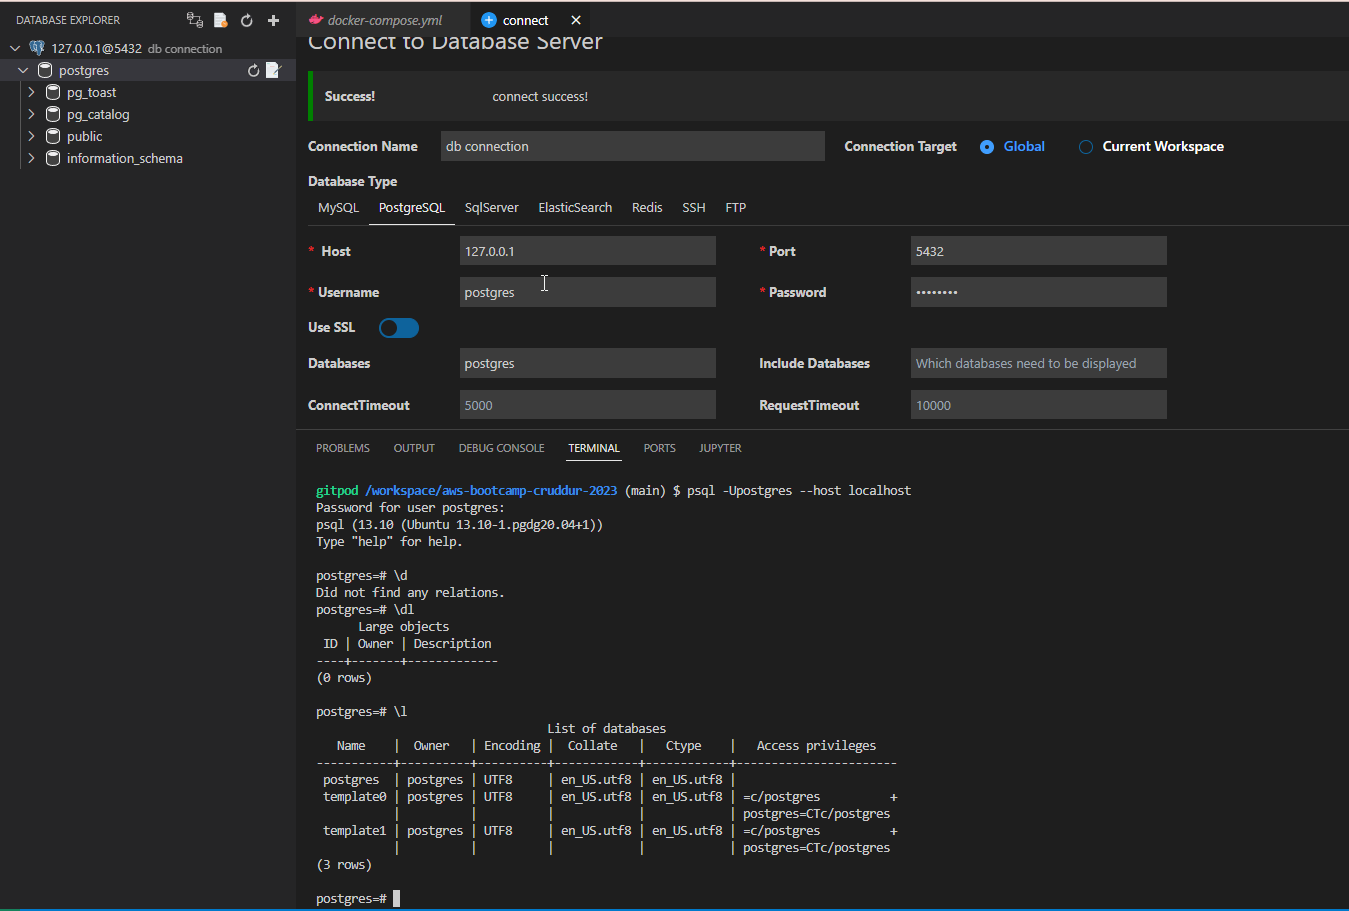 DATABASE EXPLORER
127.0.0.1@5432 db connection
postgres
pg_toast
pg_catalog
public
information_schema
docker-compose.yml
connect
Connect to Database Server
Success! connect success!
Connection Name db connection Connection Target Global Current Workspace
Database Type
MySQL PostgreSQL SqlServer ElasticSearch Redis SSH FTP
* Host 127.0.0.1 * Port 5432
* Username postgres * Password ••••••••
Use SSL
Databases postgres Include Databases Which databases need to be displayed
ConnectTimeout 5000 RequestTimeout 10000
PROBLEMS OUTPUT DEBUG CONSOLE TERMINAL PORTS JUPYTER
gitpod /workspace/aws-bootcamp-cruddur-2023 (main) $ psql -Upostgres --host localhost
Password for user postgres:
psql (13.10 (Ubuntu 13.10-1.pgdg20.04+1))
Type "help" for help.
postgres=# \d
Did not find any relations.
postgres=# \dl
      Large objects
 ID | Owner | Description
----+-------+-------------
(0 rows)
postgres=# \l
                                 List of databases
   Name    |  Owner   | Encoding |  Collate   |   Ctype    |   Access privileges
-----------+----------+----------+------------+------------+-----------------------
 postgres  | postgres | UTF8     | en_US.utf8 | en_US.utf8 |
 template0 | postgres | UTF8     | en_US.utf8 | en_US.utf8 | =c/postgres          +
           |          |          |            |            | postgres=CTc/postgres
 template1 | postgres | UTF8     | en_US.utf8 | en_US.utf8 | =c/postgres          +
           |          |          |            |            | postgres=CTc/postgres
(3 rows)
postgres=#